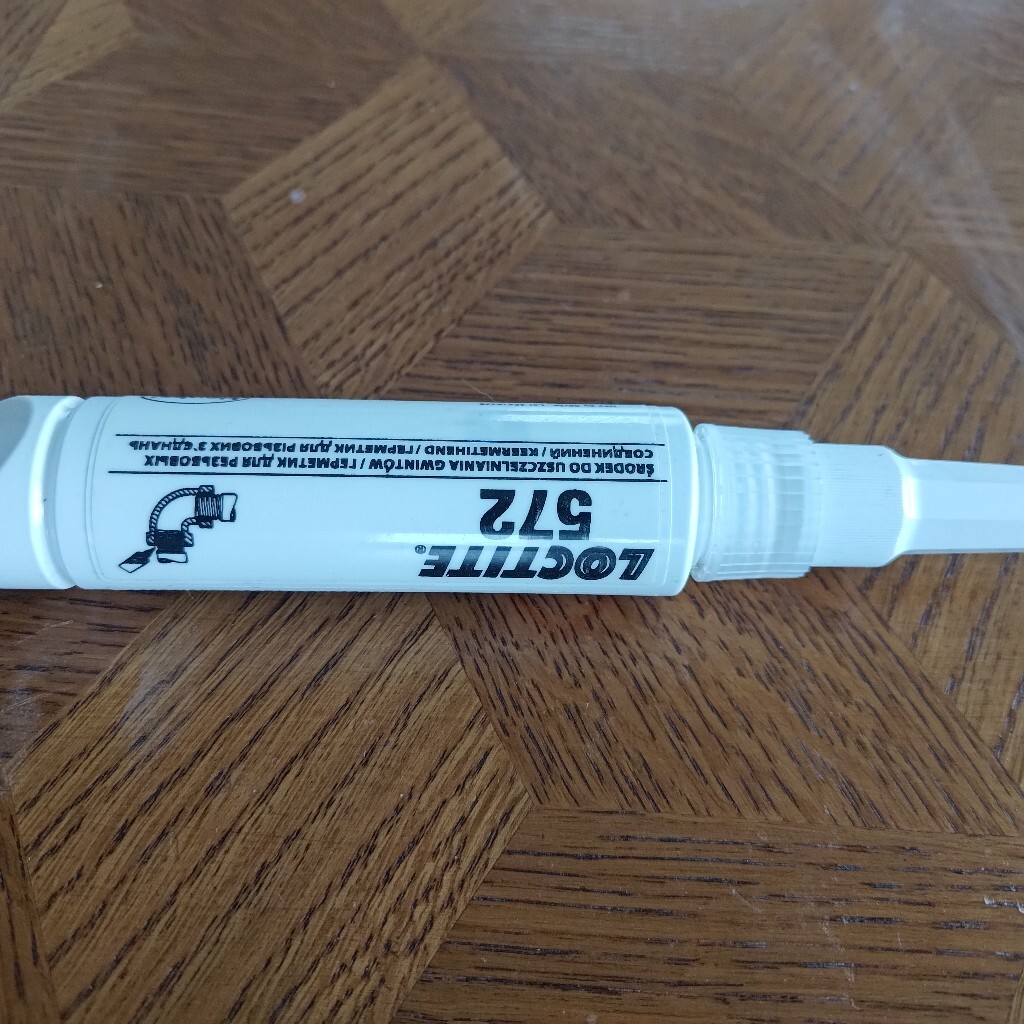 LOCTITE®
572
ŚRODEK DO USZCZELNIANIA GWINTÓW / ГЕРМЕТИК ДЛЯ РЕЗЬБОВЫХ
СОЕДИНЕНИЙ / KEERMETIHEND / ГЕРМЕТИК ДЛЯ РІЗЬБОВИХ З'ЄДНАНЬ